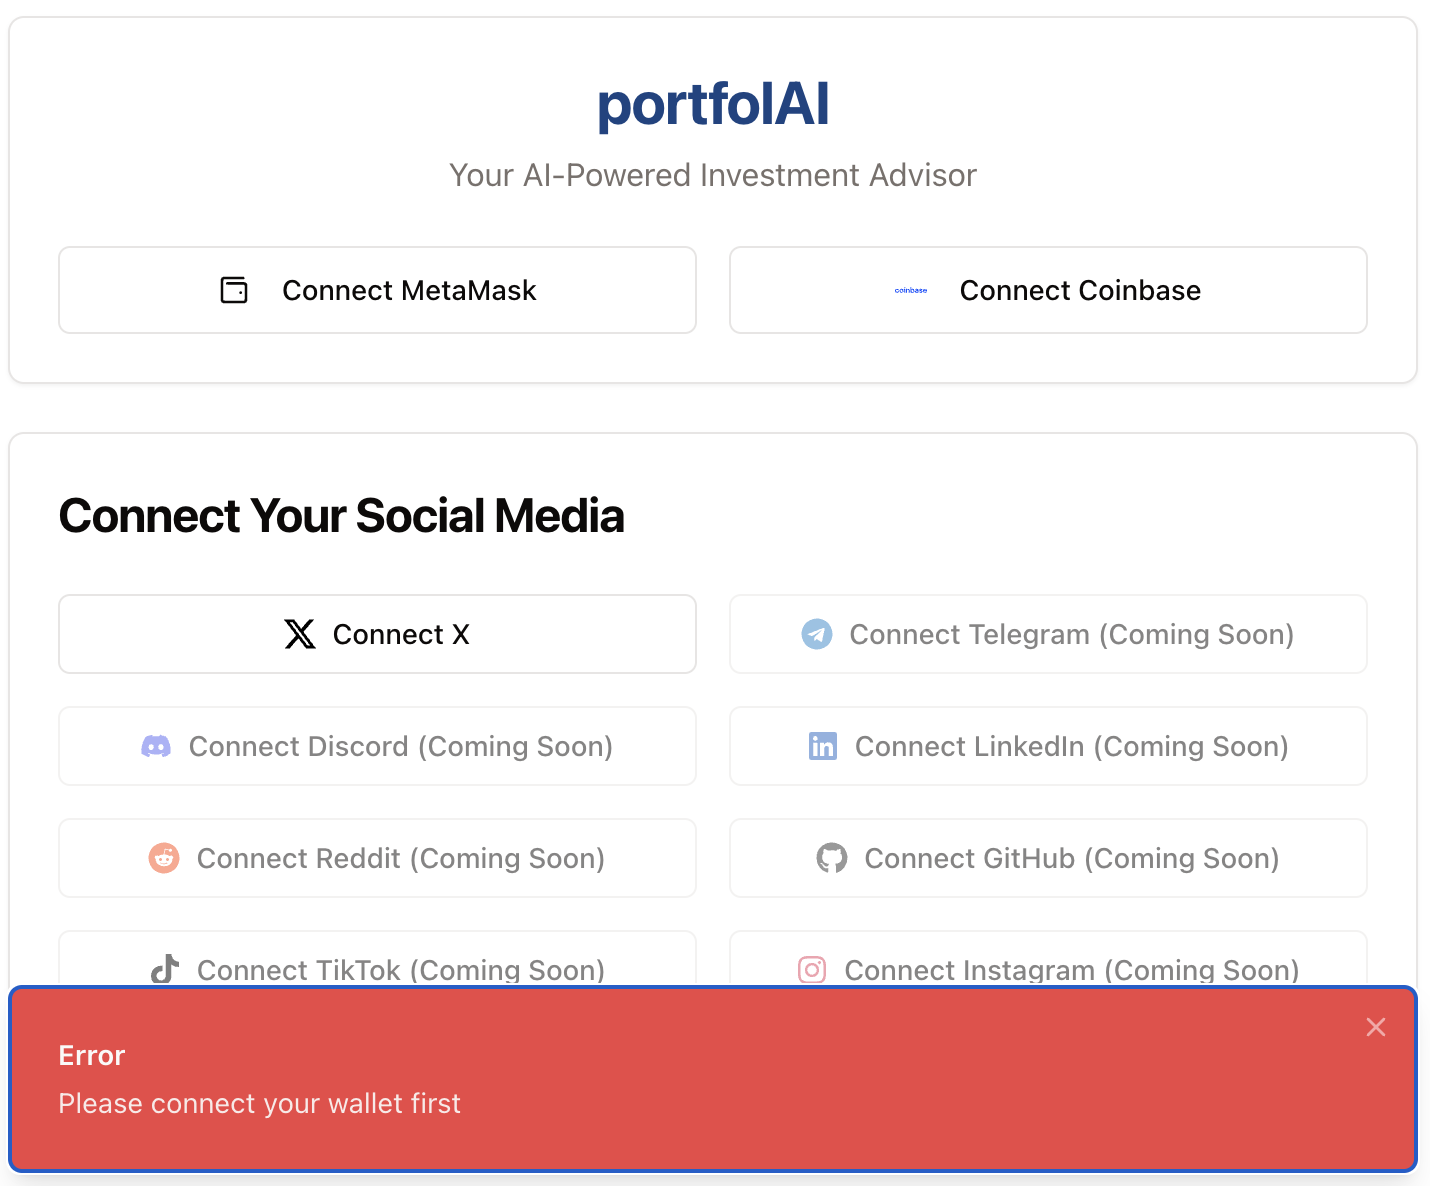 portfolAI
Your AI-Powered Investment Advisor
Connect MetaMask
coinbase Connect Coinbase
Connect Your Social Media
Connect X
Connect Telegram (Coming Soon)
Connect Discord (Coming Soon)
in Connect LinkedIn (Coming Soon)
Connect Reddit (Coming Soon)
Connect GitHub (Coming Soon)
Connect TikTok (Coming Soon)
Connect Instagram (Coming Soon)
Error
Please connect your wallet first